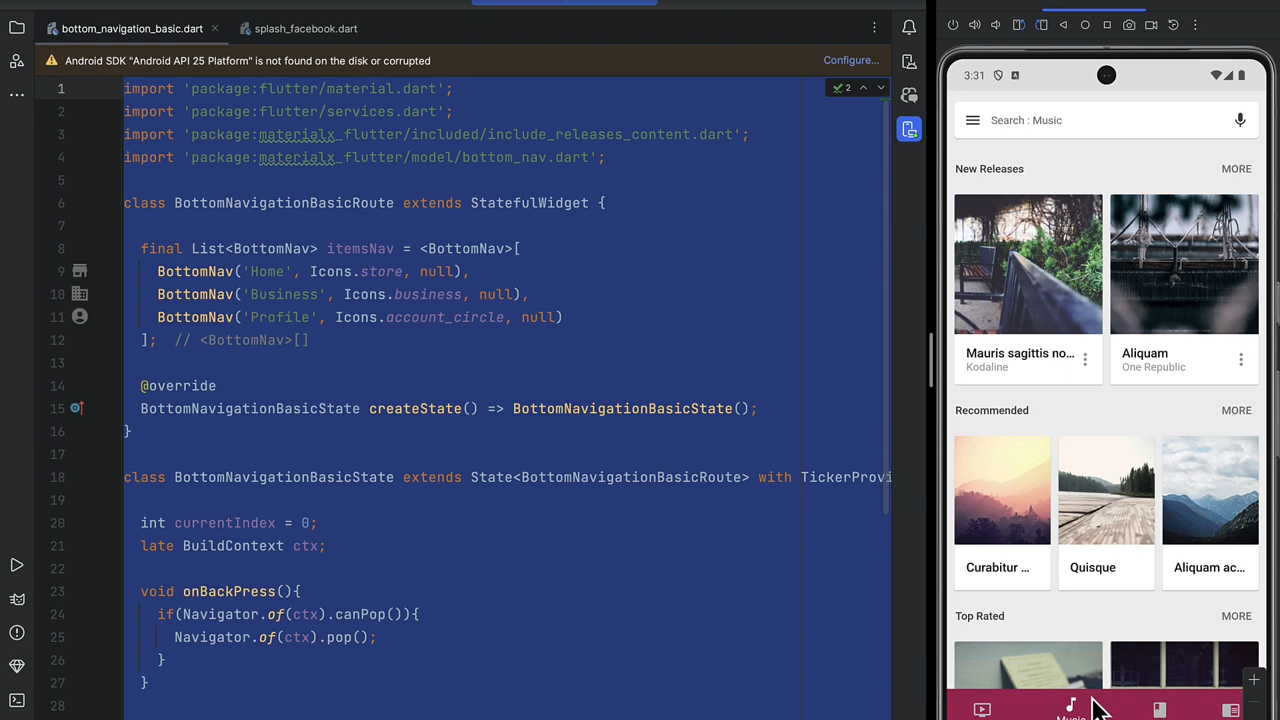 bottom_navigation_basic.dart
splash_facebook.dart
Android SDK "Android API 25 Platform" is not found on the disk or corrupted
Configure...
2
1 import 'package:flutter/material.dart';
2 import 'package:flutter/services.dart';
3 import 'package:materialx_flutter/included/include_releases_content.dart';
4 import 'package:materialx_flutter/model/bottom_nav.dart';
5
6 class BottomNavigationBasicRoute extends StatefulWidget {
7
8 final List<BottomNav> itemsNav = <BottomNav>[
9 BottomNav('Home', Icons.store, null),
10 BottomNav('Business', Icons.business, null),
11 BottomNav('Profile', Icons.account_circle, null)
12 ]; // <BottomNav>[]
13
14 @override
15 BottomNavigationBasicState createState() => BottomNavigationBasicState();
16 }
17
18 class BottomNavigationBasicState extends State<BottomNavigationBasicRoute> with TickerProvi
19
20 int currentIndex = 0;
21 late BuildContext ctx;
22
23 void onBackPress(){
24 if(Navigator.of(ctx).canPop()){
25 Navigator.of(ctx).pop();
26 }
27 }
28
3:31
Search : Music
New Releases MORE
Mauris sagittis no...
Kodaline
Aliquam
One Republic
Recommended MORE
Curabitur ...
Quisque
Aliquam ac...
Top Rated MORE
Music